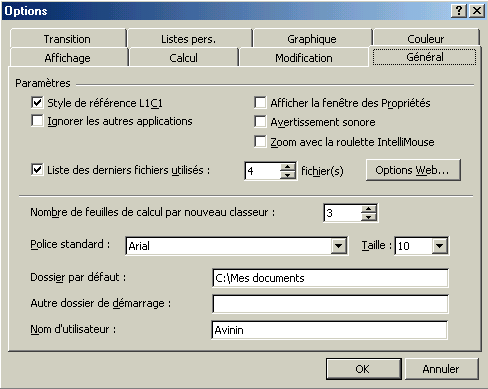 Options
Transition Listes pers. Graphique Couleur
Affichage Calcul Modification Général
Paramètres
Style de référence L1C1 Afficher la fenêtre des Propriétés
Ignorer les autres applications Avertissement sonore
Zoom avec la roulette IntelliMouse
Liste des derniers fichiers utilisés : 4 fichier(s) Options Web...
Nombre de feuilles de calcul par nouveau classeur : 3
Police standard : Arial Taille : 10
Dossier par défaut : C:\Mes documents
Autre dossier de démarrage :
Nom d'utilisateur : Avinin
OK Annuler